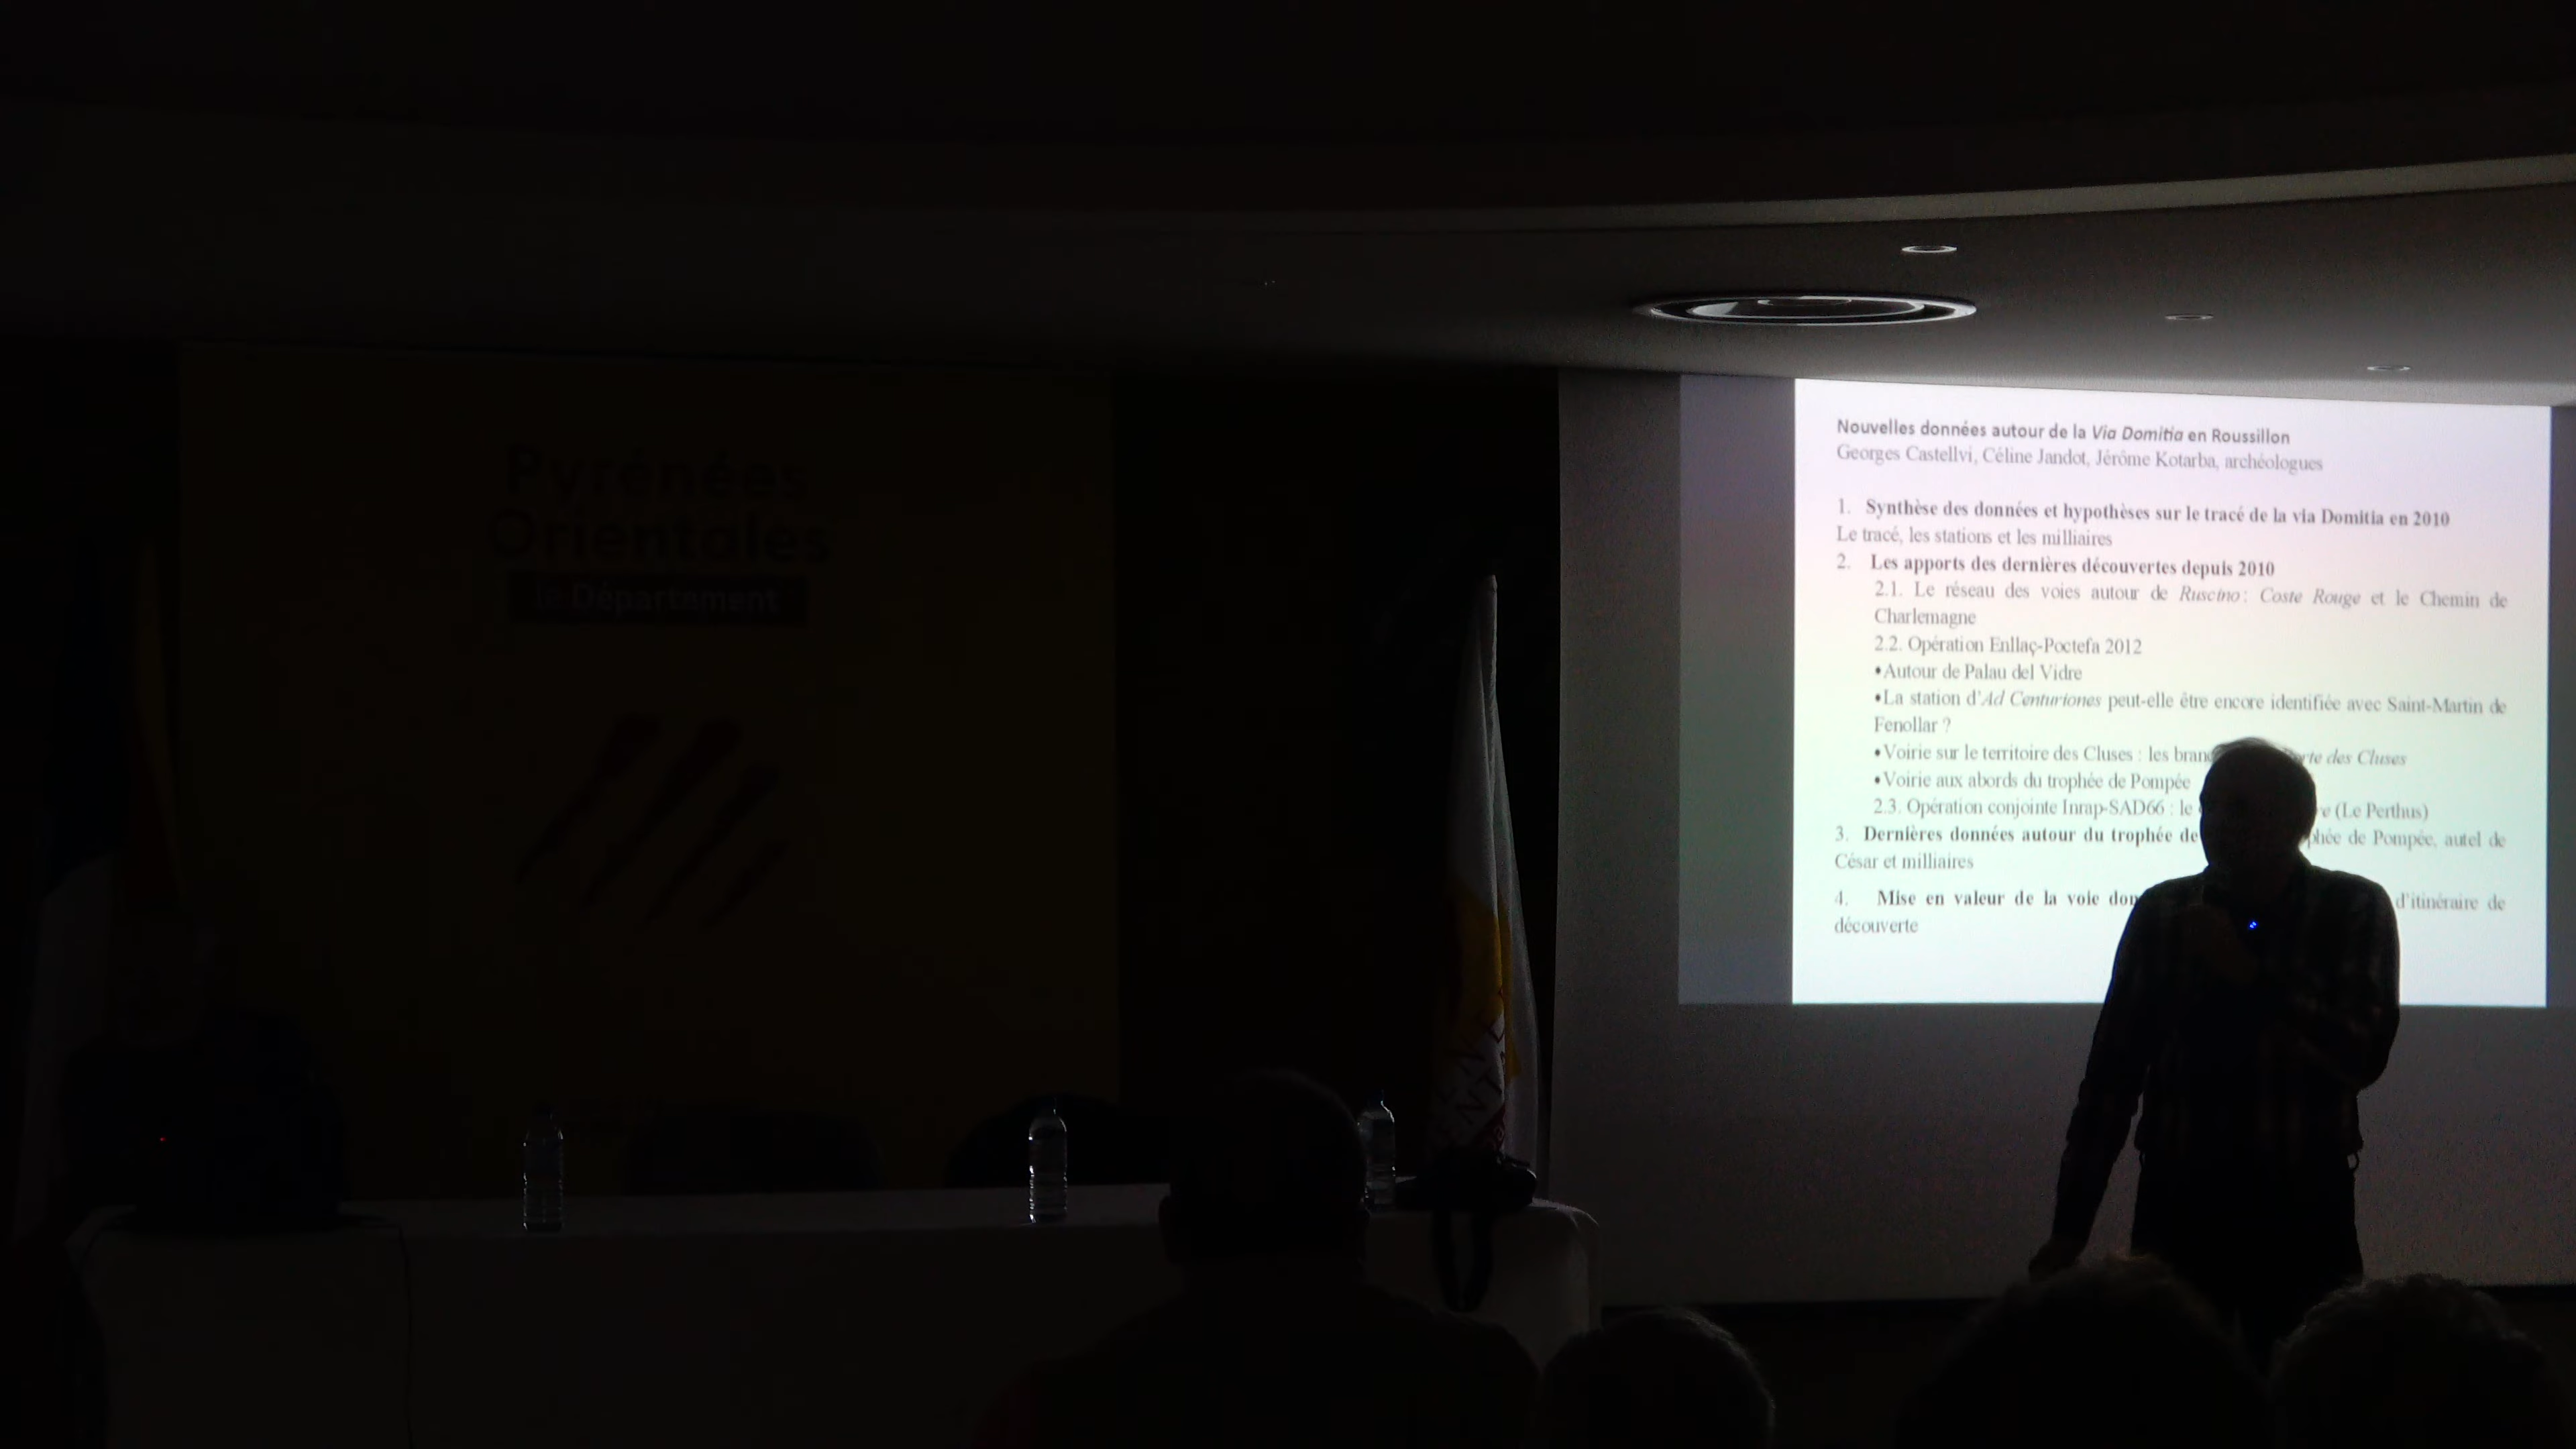 Pyrénées
Orientales
le Département
Nouvelles données autour de la Via Domitia en Roussillon
Georges Castellvi, Céline Jandot, Jérôme Kotarba, archéologues
1. Synthèse des données et hypothèses sur le tracé de la via Domitia en 2010
Le tracé, les stations et les milliaires
2. Les apports des dernières découvertes depuis 2010
2.1. Le réseau des voies autour de Ruscino : Coste Rouge et le Chemin de
Charlemagne
2.2. Opération Enllaç-Poctefa 2012
•Autour de Palau del Vidre
•La station d'Ad Centuriones peut-elle être encore identifiée avec Saint-Martin de
Fenollar ?
•Voirie sur le territoire des Cluses : les des Cluses
•Voirie aux abords du trophée de Pompée
2.3. Opération conjointe Inrap-SAD66 : le (Le Perthus)
3. Dernières données autour du trophée de de Pompée, autel de
César et milliaires
4. Mise en valeur de la voie d'itinéraire de
découverte